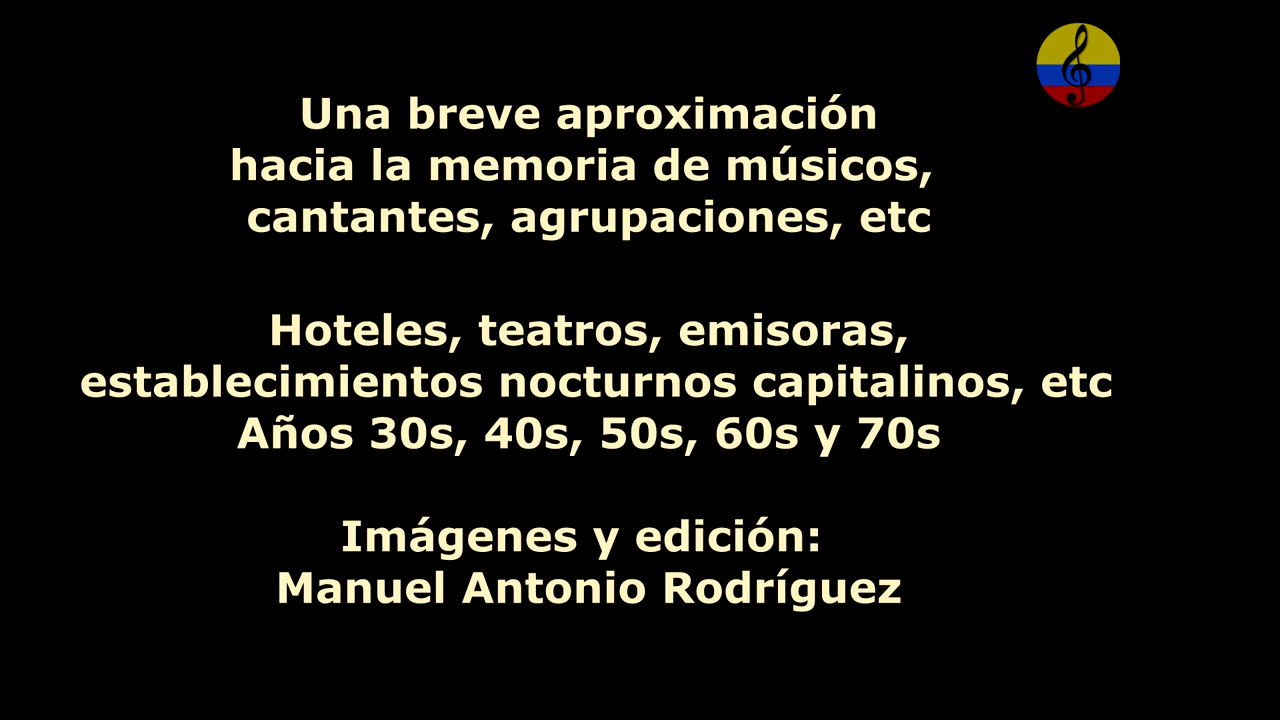 Una breve aproximación
hacia la memoria de músicos,
cantantes, agrupaciones, etc
Hoteles, teatros, emisoras,
establecimientos nocturnos capitalinos, etc
Años 30s, 40s, 50s, 60s y 70s
Imágenes y edición:
Manuel Antonio Rodríguez